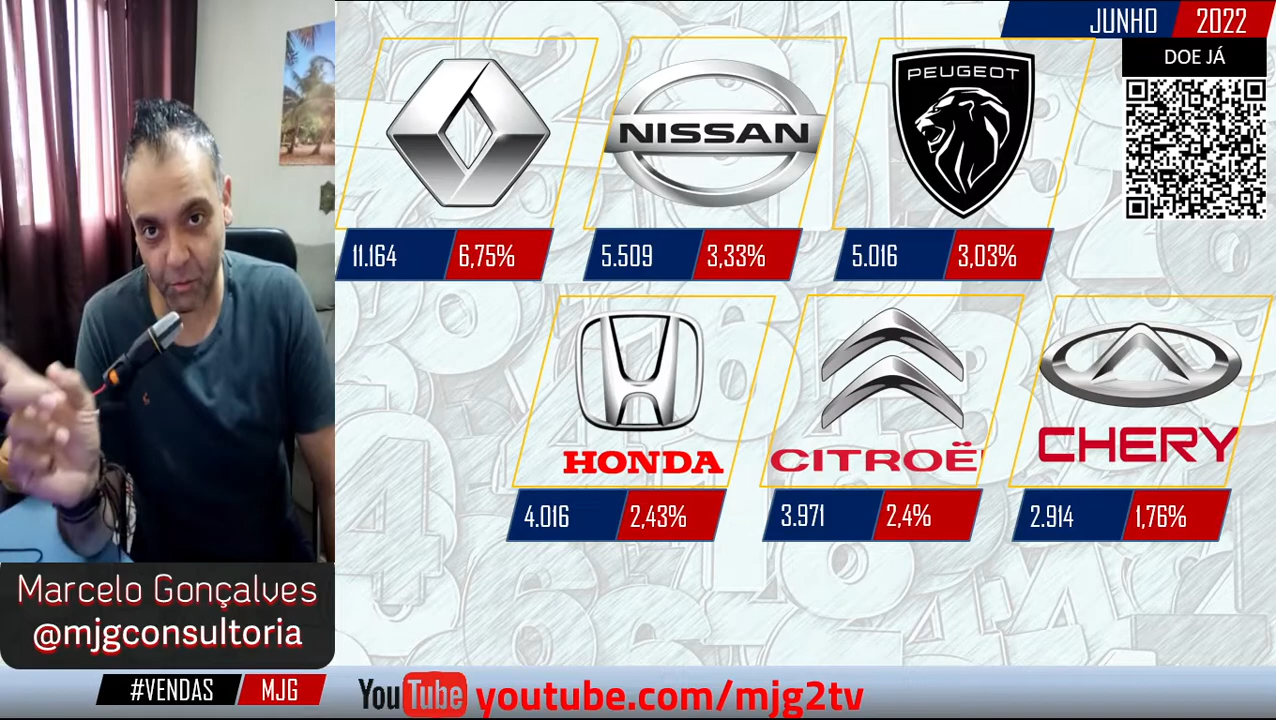 JUNHO 2022
DOE JÁ
NISSAN
PEUGEOT
11.164 6,75%
5.509 3,33%
5.016 3,03%
HONDA
CITROË
CHERY
4.016 2,43%
3.971 2,4%
2.914 1,76%
Marcelo Gonçalves
@mjgconsultoria
#VENDAS MJG
YouTube youtube.com/mjg2tv